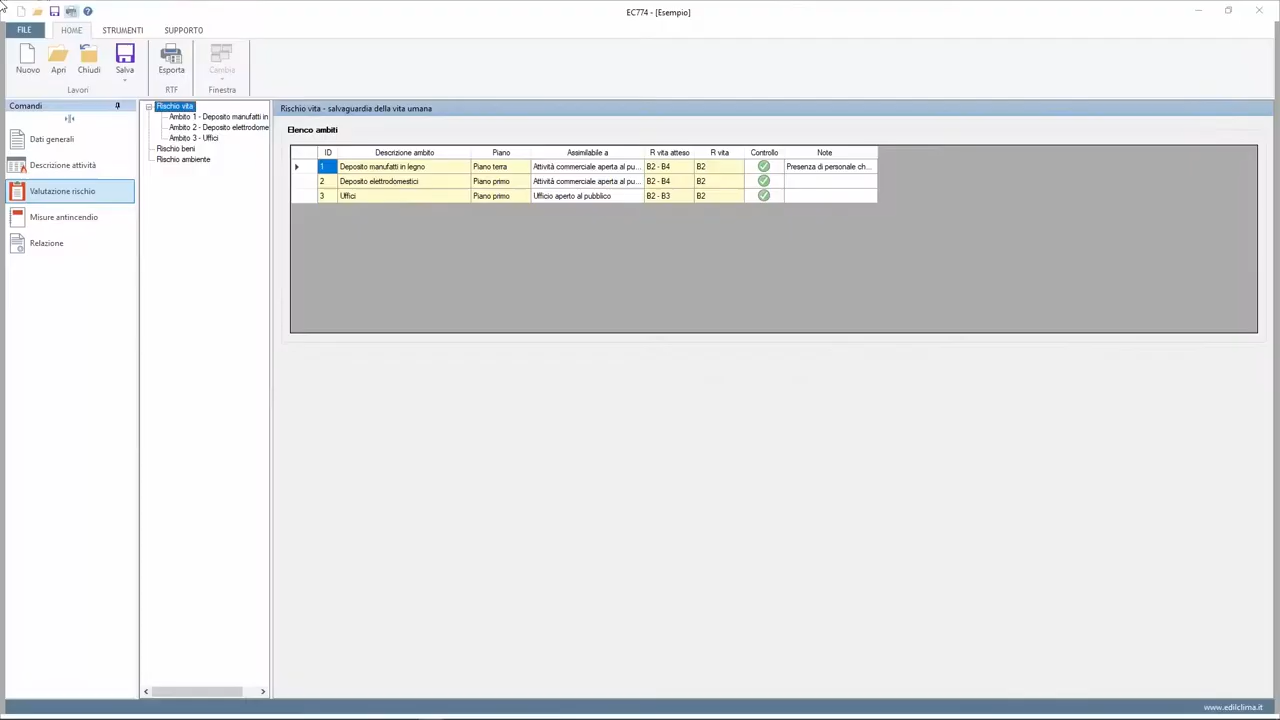 EC774 - [Esempio]
FILE HOME STRUMENTI SUPPORTO
Nuovo Apri Chiudi Salva Esporta Cambia
Lavori RTF Finestra
Comandi
Dati generali
Descrizione attività
Valutazione rischio
Misure antincendio
Relazione
Rischio vita
Ambito 1 - Deposito manufatti in
Ambito 2 - Deposito elettrodome
Ambito 3 - Uffici
Rischio beni
Rischio ambiente
Rischio vita - salvaguardia della vita umana
Elenco ambiti
ID Descrizione ambito Piano Assimilabile a R vita atteso R vita Controllo Note
1 Deposito manufatti in legno Piano terra Attività commerciale aperta al pu... B2 - B4 B2 Presenza di personale ch...
2 Deposito elettrodomestici Piano primo Attività commerciale aperta al pu... B2 - B4 B2
3 Uffici Piano primo Ufficio aperto al pubblico B2 - B3 B2
www.edilclima.it